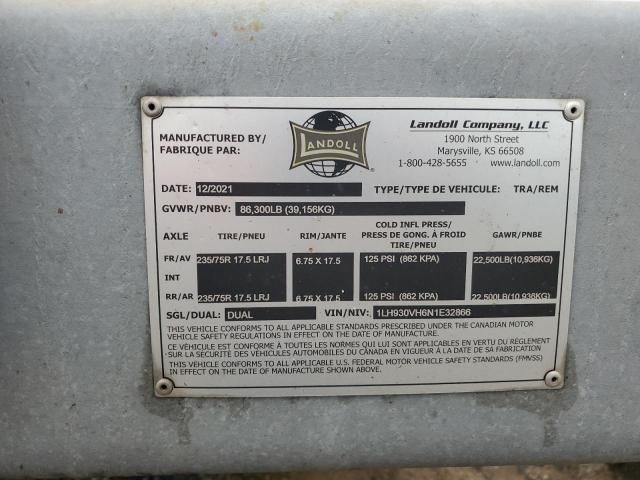 MANUFACTURED BY/
FABRIQUE PAR:
LANDOLL
Landoll Company, LLC
1900 North Street
Marysville, KS 66508
1-800-428-5655 www.landoll.com
DATE: 12/2021 TYPE/TYPE DE VEHICULE: TRA/REM
GVWR/PNBV: 86,300LB (39,156KG)
AXLE TIRE/PNEU RIM/JANTE COLD INFL PRESS/ PRESS DE GONG. À FROID TIRE/PNEU GAWR/PNBE
FR/AV 235/75R 17.5 LRJ 6.75 X 17.5 125 PSI (862 KPA) 22,500LB(10,936KG)
INT
RR/AR 235/75R 17.5 LRJ 6.75 X 17.5 125 PSI (862 KPA) 22,500LB(10,936KG)
SGL/DUAL: DUAL VIN/NIV: 1LH930VH6N1E32866
THIS VEHICLE CONFORMS TO ALL APPLICABLE STANDARDS PRESCRIBED UNDER THE CANADIAN MOTOR
VEHICLE SAFETY REGULATIONS IN EFFECT ON THE DATE OF MANUFACTURE.
CE VÉHICULE EST CONFORME À TOUTES LES NORMES QUI LUI SONT APPLICABLES EN VERTU DU RÈGLEMENT
SUR LA SÉCURITÉ DES VÉHICULES AUTOMOBILES DU CANADA EN VIGUEUR À LA DATE DE SA FABRICATION
THIS VEHICLE CONFORMS TO ALL APPLICABLE U.S. FEDERAL MOTOR VEHICLE SAFETY STANDARDS (FMVSS)
IN EFFECT ON THE DATE OF MANUFACTURE.